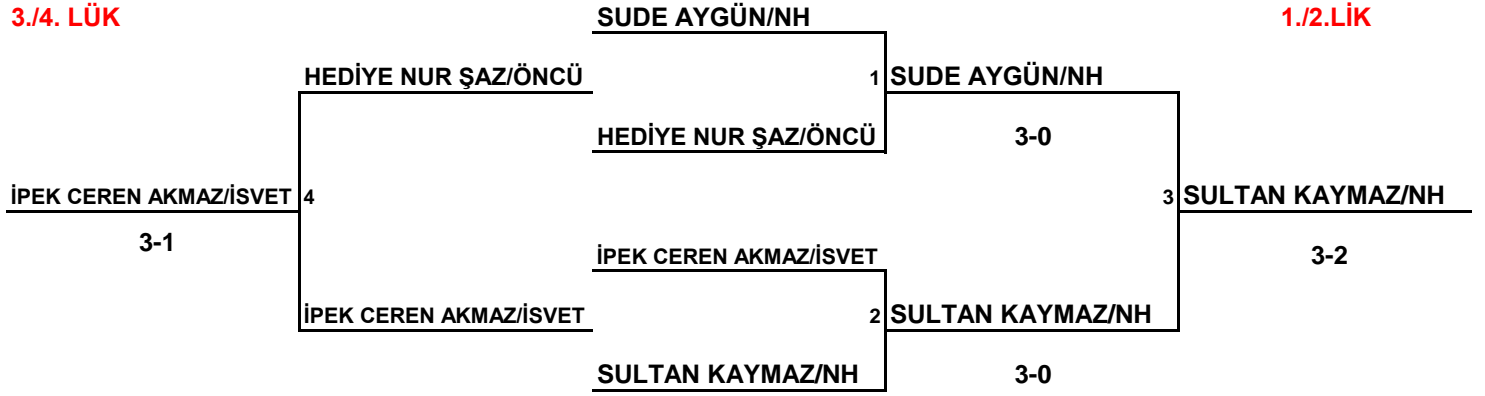 3./4. LÜK
SUDE AYGÜN/NH
1./2.LİK
HEDİYE NUR ŞAZ/ÖNCÜ
1 SUDE AYGÜN/NH
HEDİYE NUR ŞAZ/ÖNCÜ
3-0
İPEK CEREN AKMAZ/İSVET 4
3 SULTAN KAYMAZ/NH
3-1
İPEK CEREN AKMAZ/İSVET
3-2
İPEK CEREN AKMAZ/İSVET
2 SULTAN KAYMAZ/NH
SULTAN KAYMAZ/NH
3-0